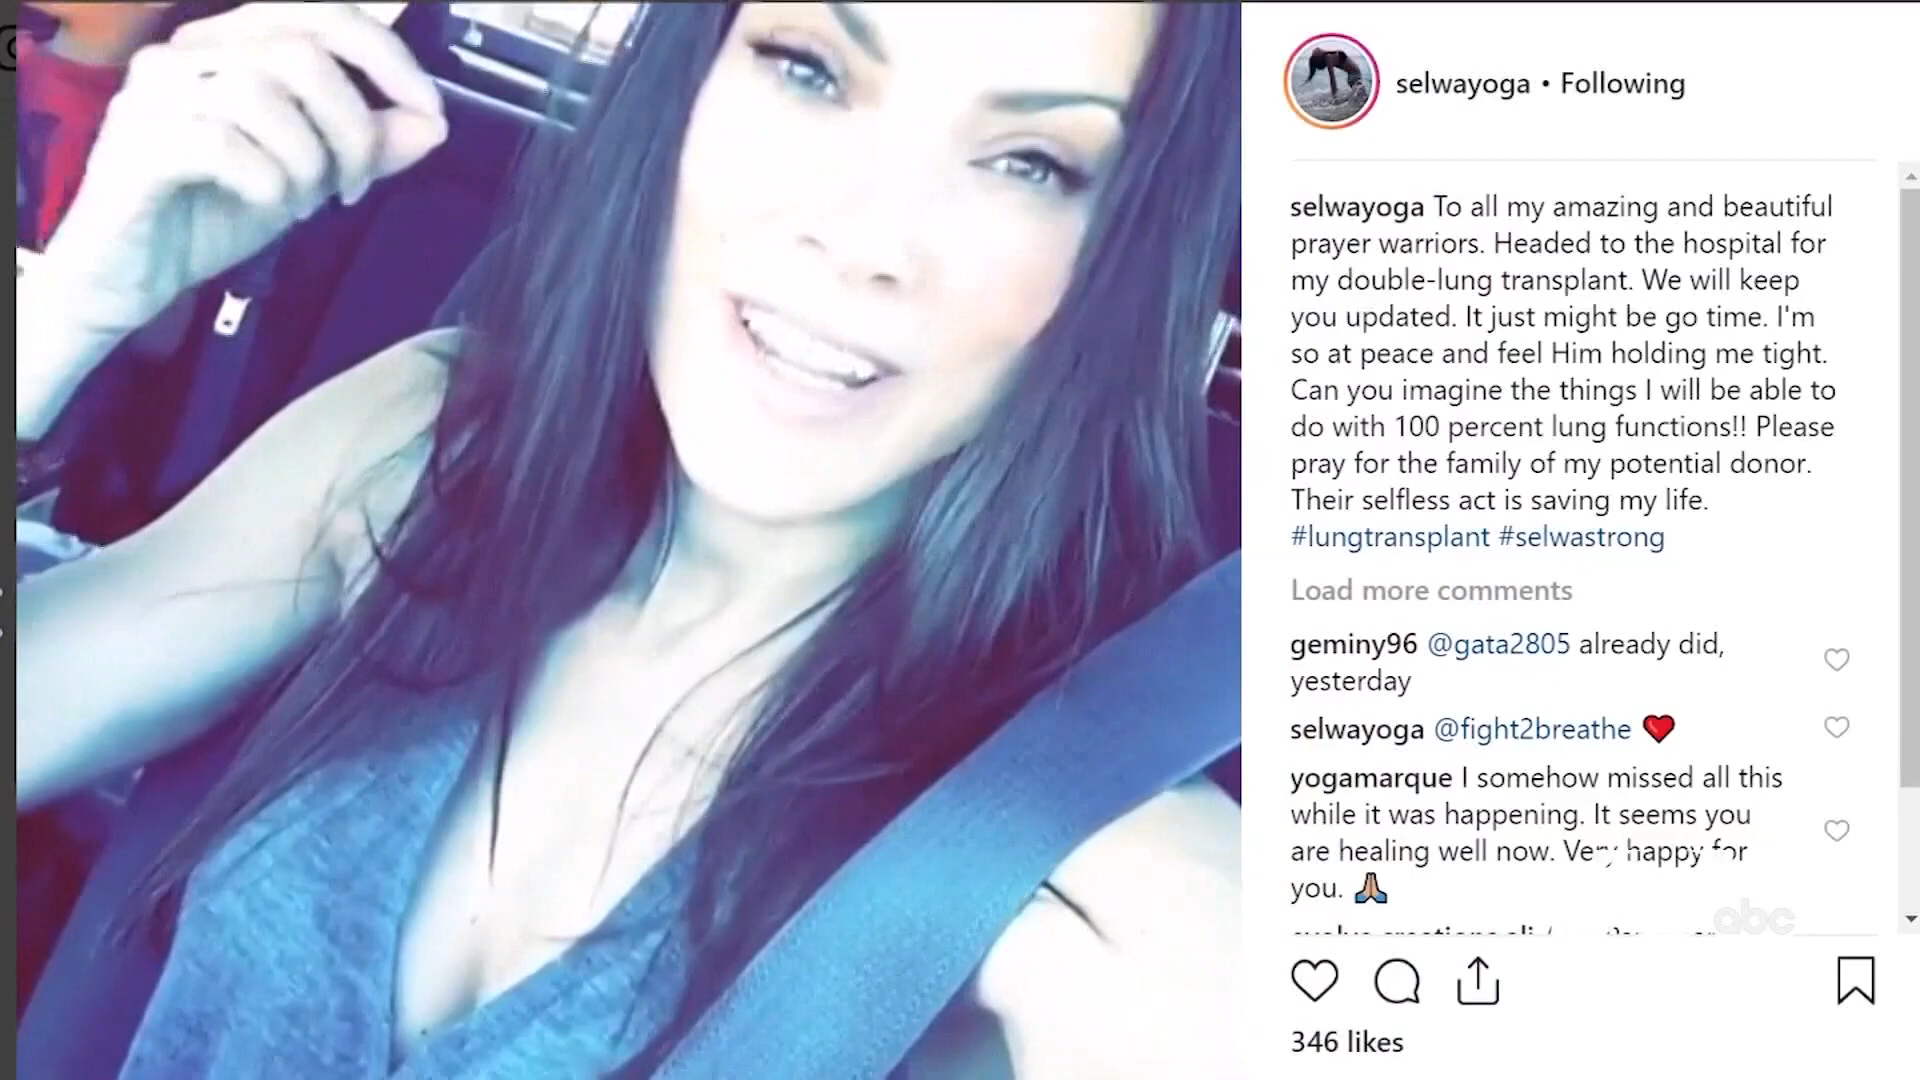 selwayoga • Following
selwayoga To all my amazing and beautiful
prayer warriors. Headed to the hospital for
my double-lung transplant. We will keep
you updated. It just might be go time. I'm
so at peace and feel Him holding me tight.
Can you imagine the things I will be able to
do with 100 percent lung functions!! Please
pray for the family of my potential donor.
Their selfless act is saving my life.
#lungtransplant #selwastrong
Load more comments
geminy96 @gata2805 already did,
yesterday
selwayoga @fight2breathe ❤️
yogamarque I somehow missed all this
while it was happening. It seems you
are healing well now. Very happy for
you. 🙏🏽
abc
346 likes